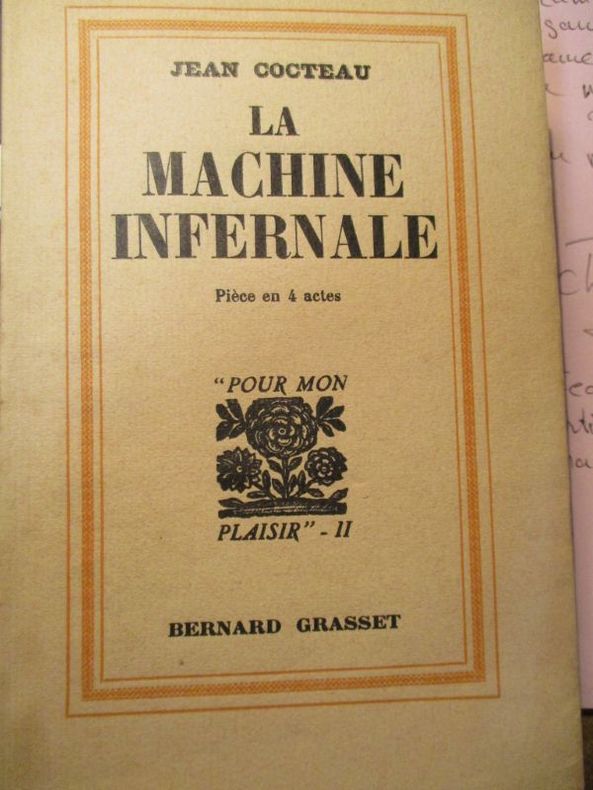 JEAN COCTEAU
LA
MACHINE
INFERNALE
Pièce en 4 actes
"POUR MON
PLAISIR" - II
BERNARD GRASSET